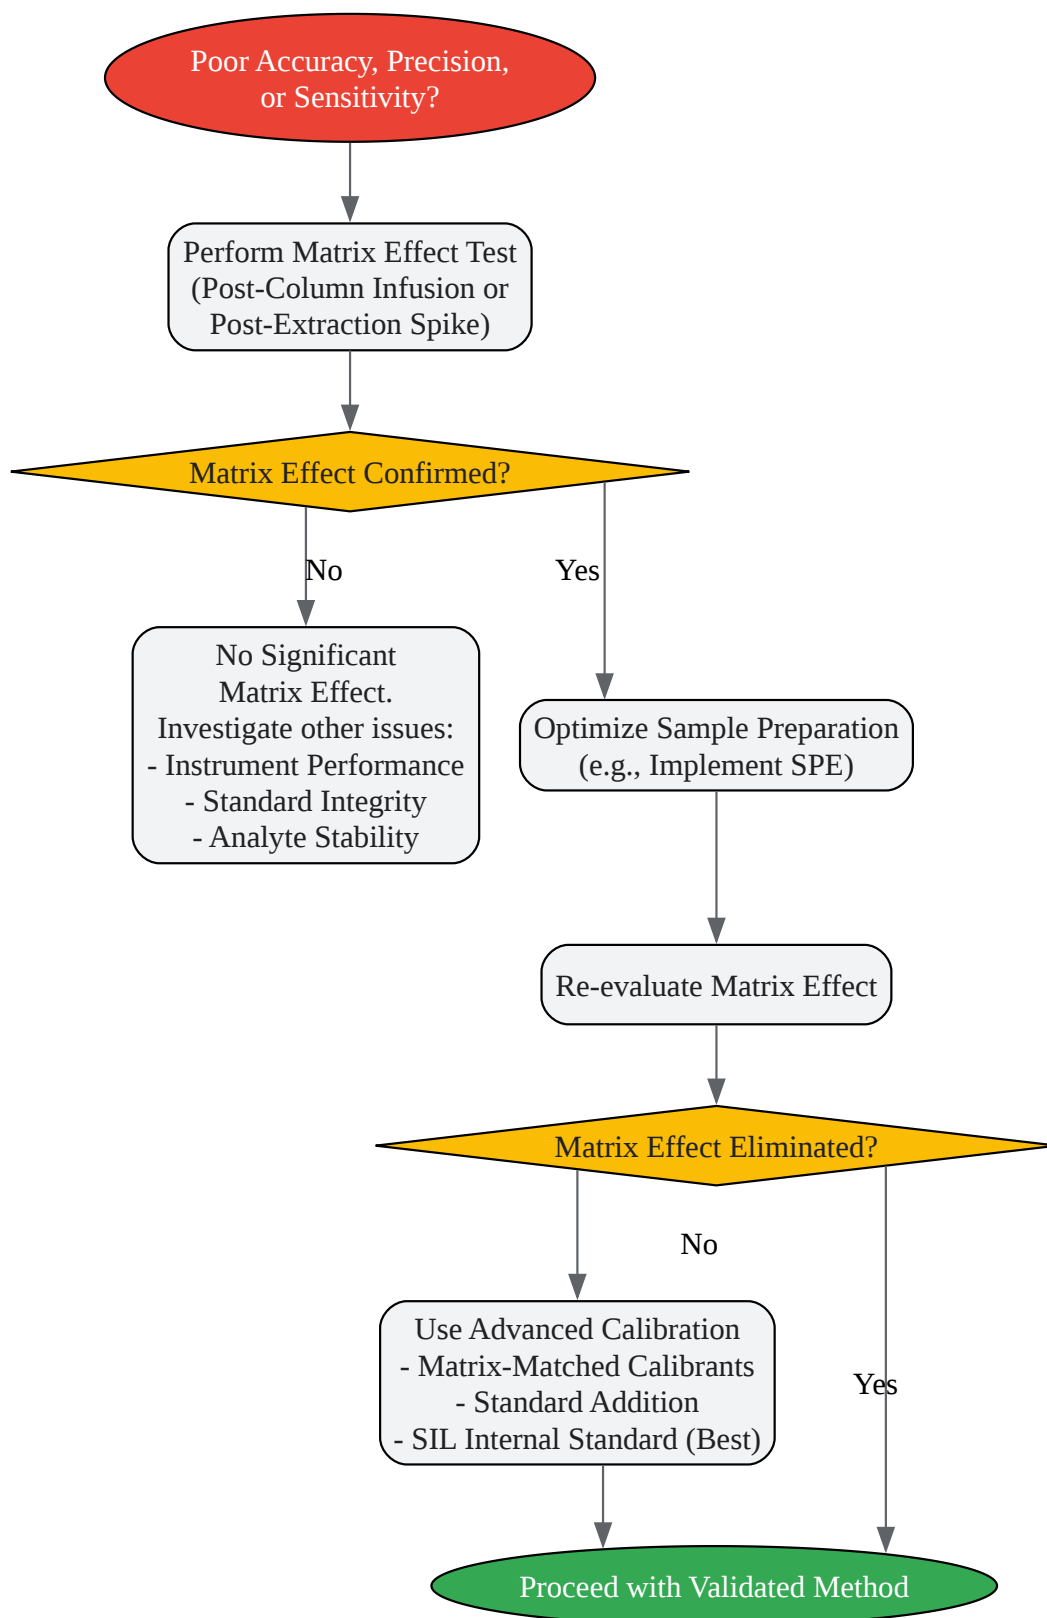 Poor Accuracy, Precision,
or Sensitivity?
Perform Matrix Effect Test
(Post-Column Infusion or
Post-Extraction Spike)
Matrix Effect Confirmed?
No
Yes
No Significant
Matrix Effect.
Investigate other issues:
- Instrument Performance
- Standard Integrity
- Analyte Stability
Optimize Sample Preparation
(e.g., Implement SPE)
Re-evaluate Matrix Effect
Matrix Effect Eliminated?
No
Use Advanced Calibration
- Matrix-Matched Calibrants
- Standard Addition
- SIL Internal Standard (Best)
Yes
Proceed with Validated Method